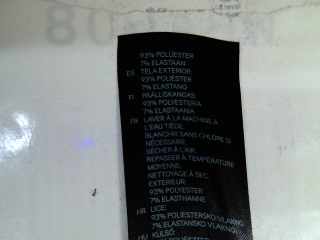 93% POLÜESTER
7% ELASTAAN
ES TELA EXTERIOR:
93% POLIÉSTER
7% ELASTANO
FI PÄÄLLISKANGAS:
93% POLYESTERIÄ
7% ELASTAANIA
FR LAVER À LA MACHINE À
L'EAU TIÈDE.
BLANCHIR SANS CHLORE SI
NÉCESSAIRE.
SÉCHER À L'AIR.
REPASSER À TEMPÉRATURE
MOYENNE.
NETTOYAGE À SEC.
EXTERIEUR:
93% POLYESTER
7% ELASTHANNE
HR LICE:
93% POLIESTERSKO VLAKNO
7% ELASTANSKO VLAKNO
HU KÜLSŐ: